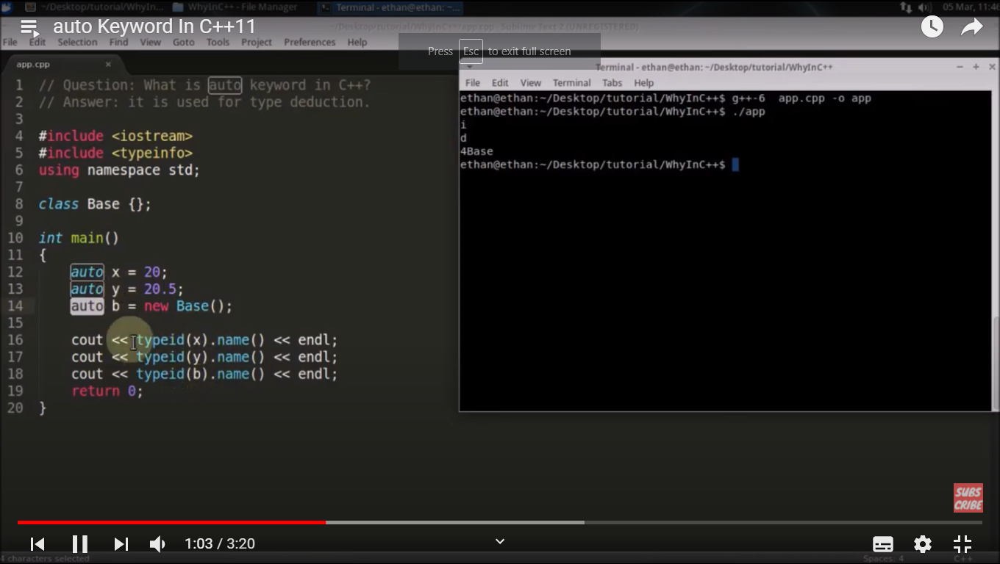 ~/Desktop/tutorial/WhyIn...
WhyInC++ - File Manager
Terminal - ethan@ethan: ~...
05 Mar, 11:46
auto Keyword In C++11
~/Desktop/tutorial/WhyInC++/app.cpp - Sublime Text 2 (UNREGISTERED)
File Edit Selection Find View Goto Tools Project Preferences Help
Press Esc to exit full screen
app.cpp ×
1 // Question: What is auto keyword in C++?
2 // Answer: it is used for type deduction.
3
4 #include <iostream>
5 #include <typeinfo>
6 using namespace std;
7
8 class Base {};
9
10 int main()
11 {
12 auto x = 20;
13 auto y = 20.5;
14 auto b = new Base();
15
16 cout << typeid(x).name() << endl;
17 cout << typeid(y).name() << endl;
18 cout << typeid(b).name() << endl;
19 return 0;
20 }
Terminal - ethan@ethan: ~/Desktop/tutorial/WhyInC++
File Edit View Terminal Tabs Help
ethan@ethan:~/Desktop/tutorial/WhyInC++$ g++-6  app.cpp -o app
ethan@ethan:~/Desktop/tutorial/WhyInC++$ ./app
i
d
4Base
ethan@ethan:~/Desktop/tutorial/WhyInC++$
SUBS
CRIBE
1:03 / 3:20
4 characters selected
Spaces: 4
C++